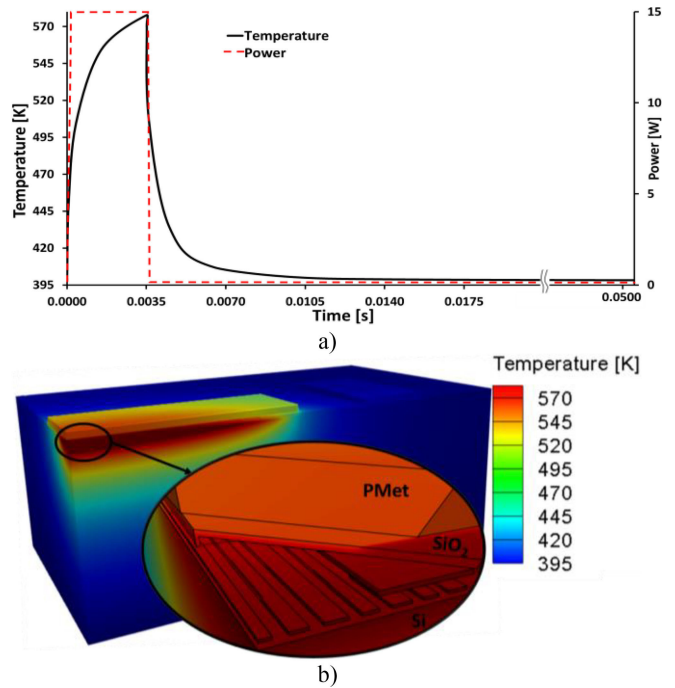 570
545
520
495
470
445
420
395
Temperature [K]
Temperature
Power
15
10
5
0
Power [W]
0.0000
0.0035
0.0070
0.0105
0.0140
0.0175
0.0500
Time [s]
a)
Temperature [K]
570
545
520
495
470
445
420
395
PMet
SiO₂
Si
b)